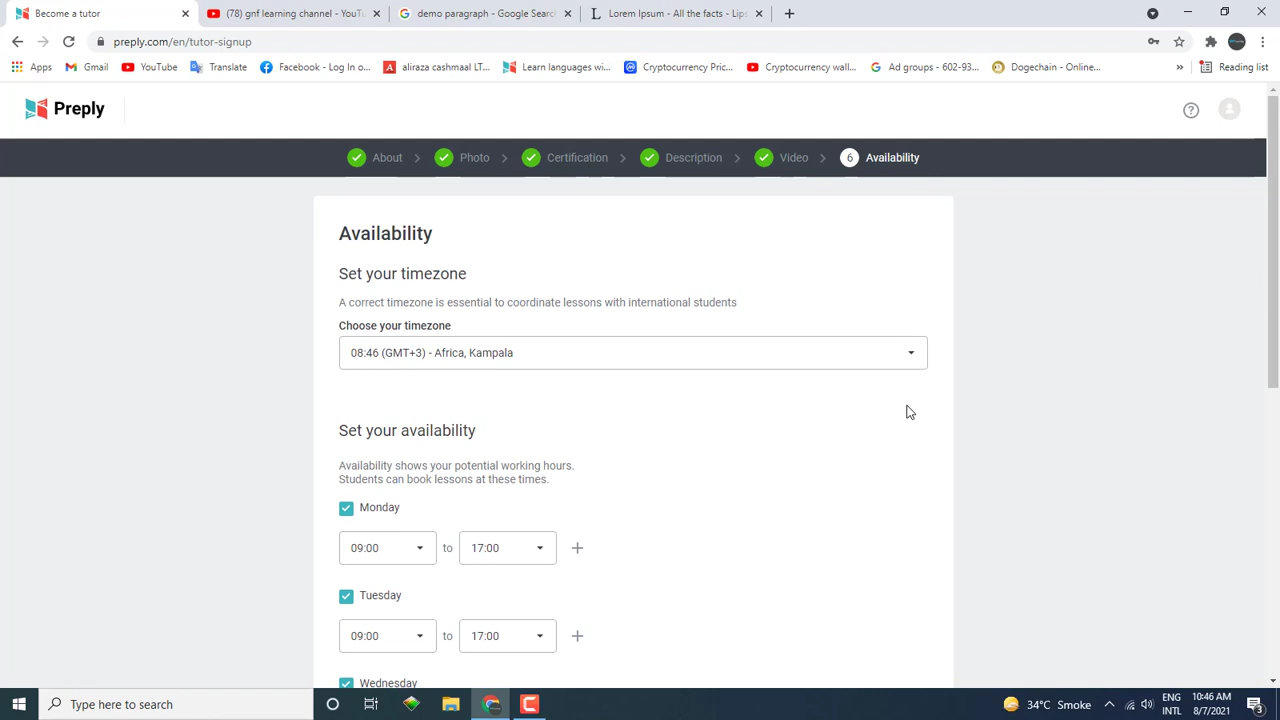 Become a tutor
(78) gnf learning channel - YouTu
demo paragraph - Google Search
Lorem Ipsum - All the facts - Lips
preply.com/en/tutor-signup
Apps
Gmail
YouTube
Translate
Facebook - Log In o...
aliraza cashmaal LT...
Learn languages wi...
Cryptocurrency Pric...
Cryptocurrency wall...
Ad groups - 602-93...
Dogechain - Online...
»
Reading list
Preply
About
Photo
Certification
Description
Video
6 Availability
Availability
Set your timezone
A correct timezone is essential to coordinate lessons with international students
Choose your timezone
08:46 (GMT+3) - Africa, Kampala
Set your availability
Availability shows your potential working hours.
Students can book lessons at these times.
Monday
09:00 to 17:00 +
Tuesday
09:00 to 17:00 +
Wednesday
Type here to search
34°C Smoke
ENG
INTL
10:46 AM
8/7/2021
3